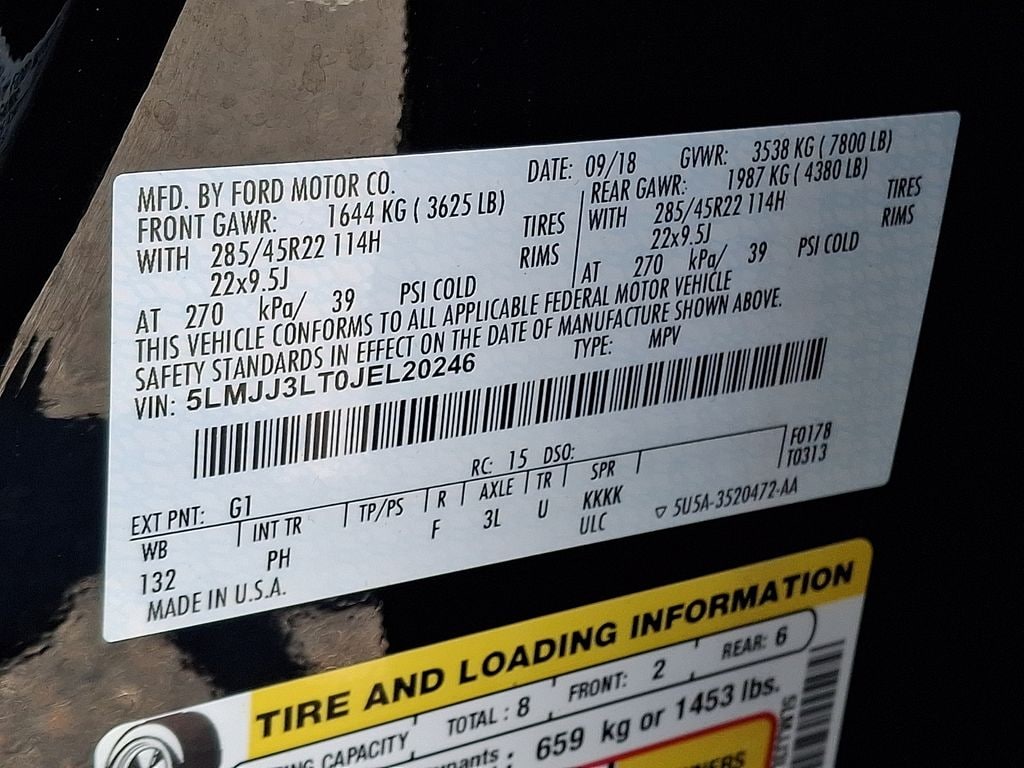 MFD. BY FORD MOTOR CO. DATE: 09/18 GVWR: 3538 KG ( 7800 LB)
FRONT GAWR: 1644 KG ( 3625 LB) REAR GAWR: 1987 KG ( 4380 LB)
WITH 285/45R22 114H TIRES WITH 285/45R22 114H TIRES
22x9.5J RIMS 22x9.5J RIMS
AT 270 kPa/ 39 PSI COLD AT 270 kPa/ 39 PSI COLD
THIS VEHICLE CONFORMS TO ALL APPLICABLE FEDERAL MOTOR VEHICLE
SAFETY STANDARDS IN EFFECT ON THE DATE OF MANUFACTURE SHOWN ABOVE.
VIN: 5LMJJ3LT0JEL20246 TYPE: MPV
F0178
EXT PNT: G1 RC: 15 DSO: T0313
WB INT TR TP/PS R AXLE TR SPR
132 PH F 3L U KKKK ▽ 5U5A-3520472-AA
ULC
MADE IN U.S.A.
TIRE AND LOADING INFORMATION
CAPACITY TOTAL : 8 FRONT: 2 REAR: 6
659 kg or 1453 lbs.